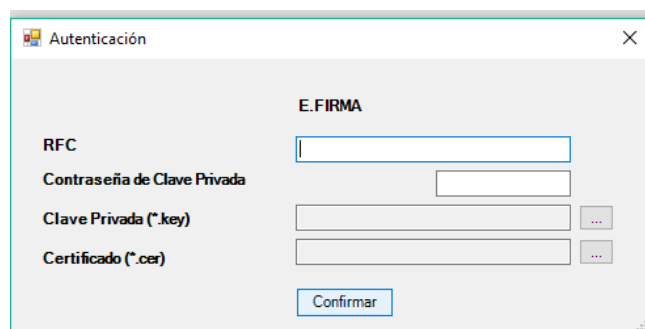 Autenticación
E.FIRMA
RFC
Contraseña de Clave Privada
Clave Privada (*.key)
...
Certificado (*.cer)
...
Confirmar